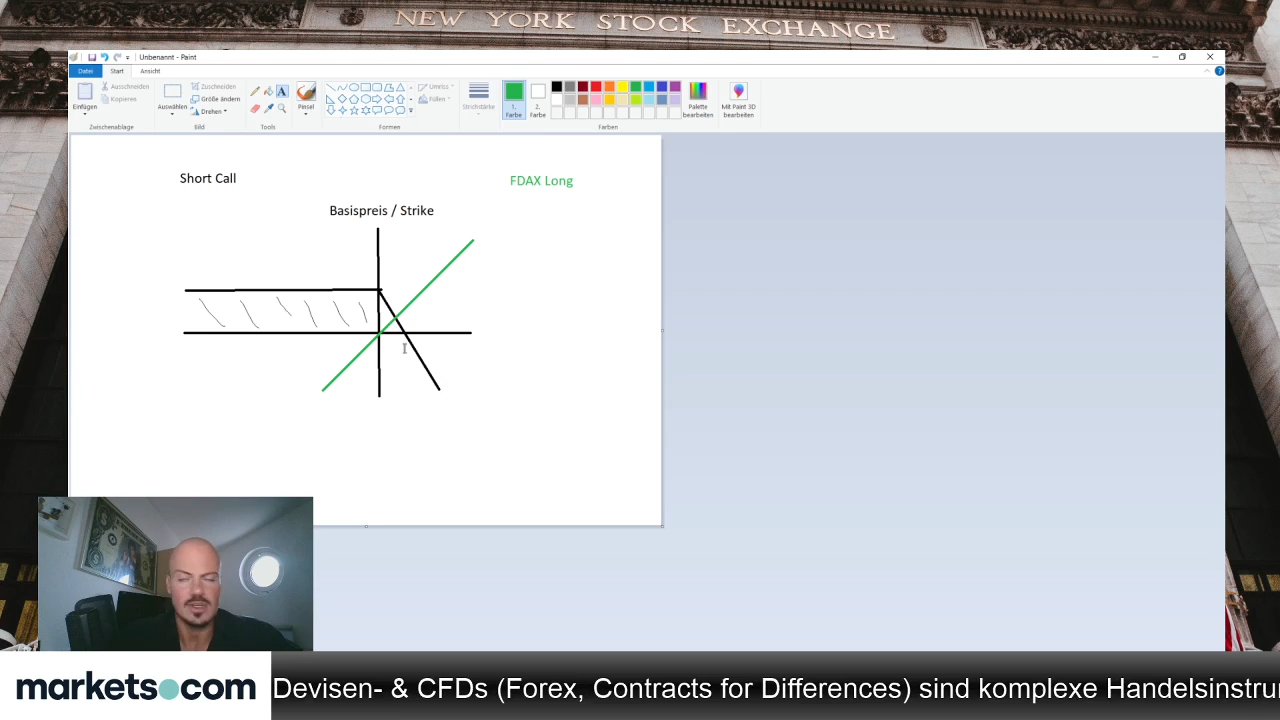 NEW YORK STOCK EXCHANGE
Unbenannt - Paint
Datei Start Ansicht
Einfügen
Ausschneiden
Kopieren
Zwischenablage
Auswählen
Zuschneiden
Größe ändern
Drehen
Bild
Tools
Pinsel
Umriss
Füllen
Formen
Strichstärke
1. Farbe
2. Farbe
Palette bearbeiten
Farben
Mit Paint 3D bearbeiten
Short Call
FDAX Long
Basispreis / Strike
markets.com
Devisen- & CFDs (Forex, Contracts for Differences) sind komplexe Handelsinstru